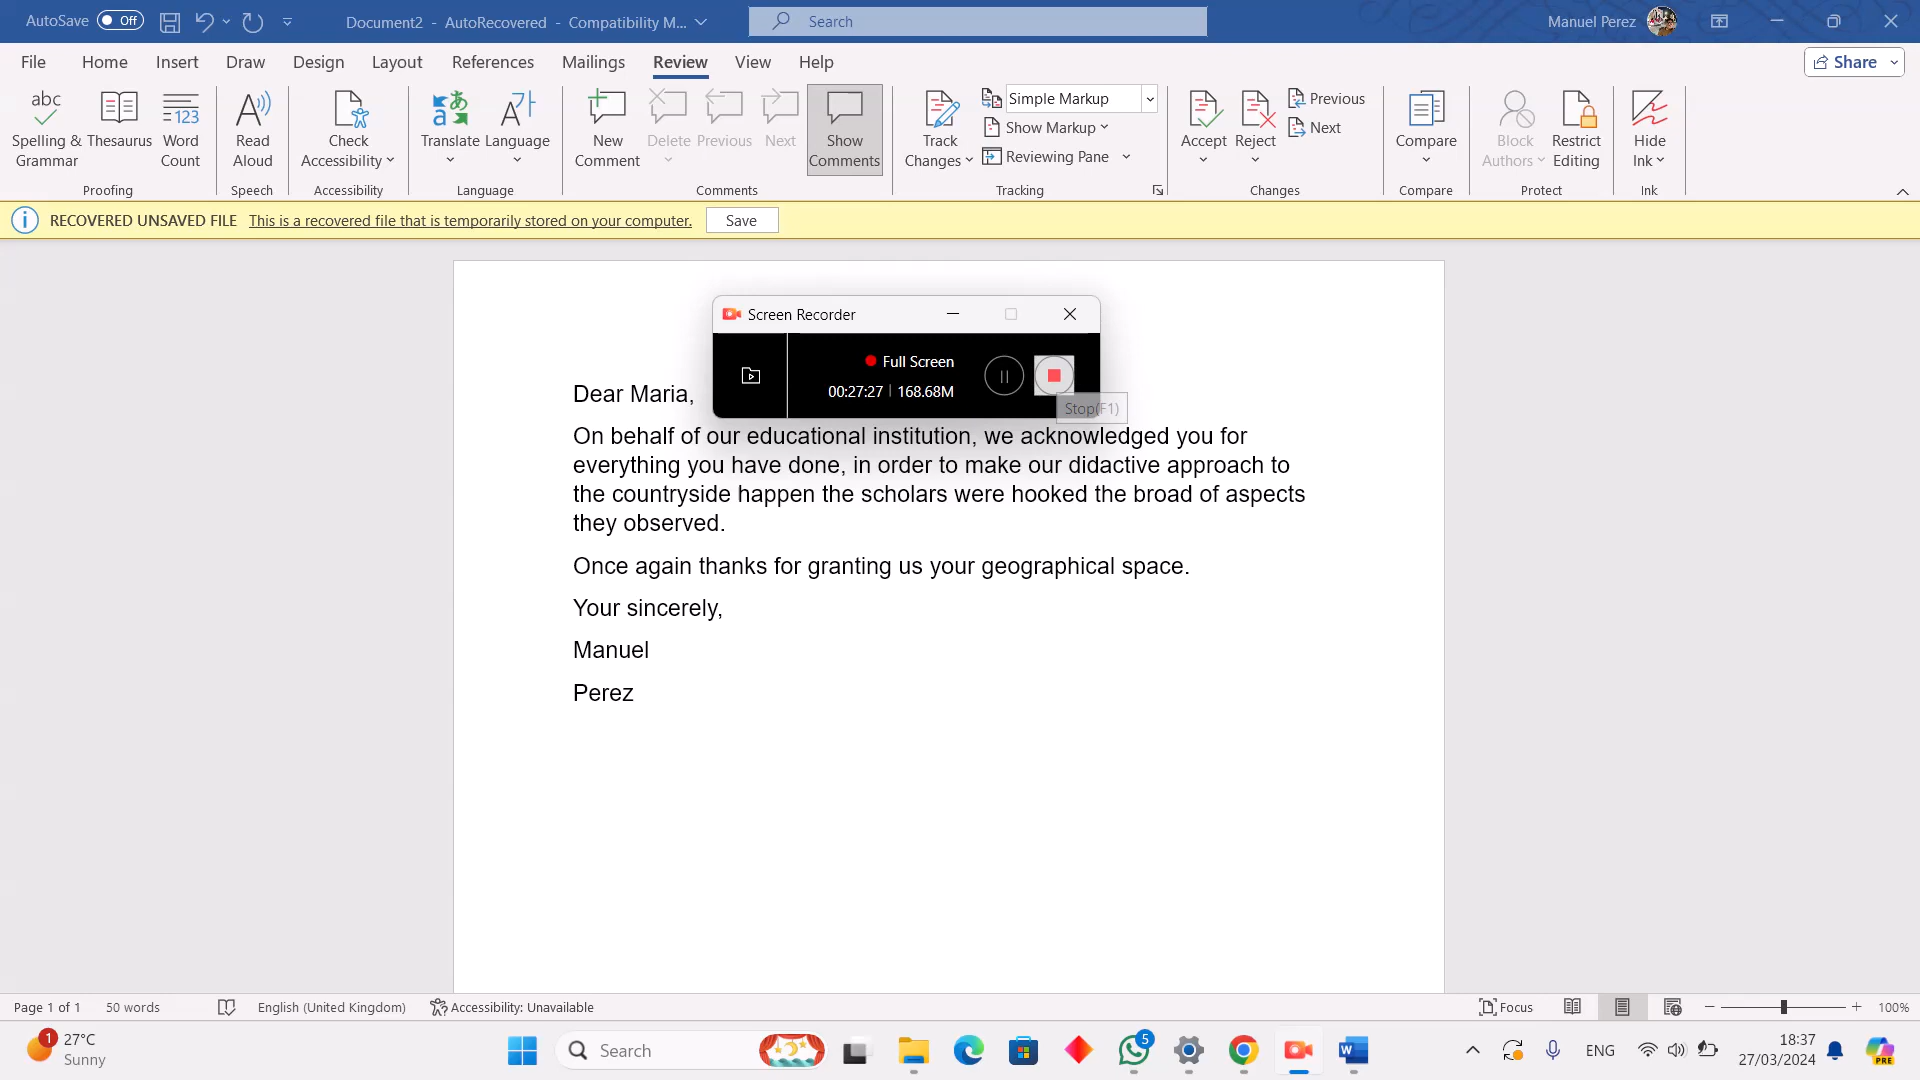 AutoSave Off Document2 - AutoRecovered - Compatibility M... Search Manuel Perez
File Home Insert Draw Design Layout References Mailings Review View Help Share
abc Spelling & Grammar
Thesaurus
123 Word Count
Proofing
Read Aloud
Speech
Check Accessibility
Accessibility
Translate
Language
Language
New Comment
Delete
Previous
Next
Show Comments
Comments
Track Changes
Simple Markup
Show Markup
Reviewing Pane
Tracking
Accept
Reject
Previous
Next
Changes
Compare
Compare
Block Authors
Restrict Editing
Protect
Hide Ink
Ink
RECOVERED UNSAVED FILE This is a recovered file that is temporarily stored on your computer. Save
Screen Recorder
Full Screen
00:27:27 168.68M
Stop(F1)
Dear Maria,
On behalf of our educational institution, we acknowledged you for
everything you have done, in order to make our didactive approach to
the countryside happen the scholars were hooked the broad of aspects
they observed.
Once again thanks for granting us your geographical space.
Your sincerely,
Manuel
Perez
Page 1 of 1 50 words English (United Kingdom) Accessibility: Unavailable Focus 100%
1 27°C
Sunny
Search
5
ENG
18:37
27/03/2024
PRE